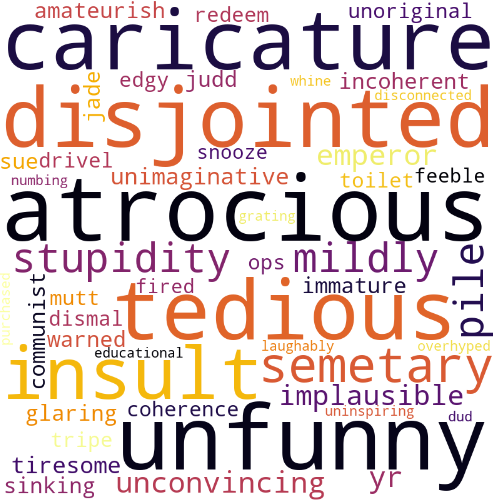 amateurish redeem unoriginal
caricature
jade edgy judd whine incoherent
disconnected
disjointed
sue drivel snooze emperor
numbing unimaginative toilet feeble
atrocious
grating
stupidity ops mildly pile
purchased communist fired immature
mutt tedious
dismal
warned educational laughably overhyped
insult semetary
implausible
glaring coherence uninspiring dud
tripe unfunny
tiresome
sinking unconvincing yr